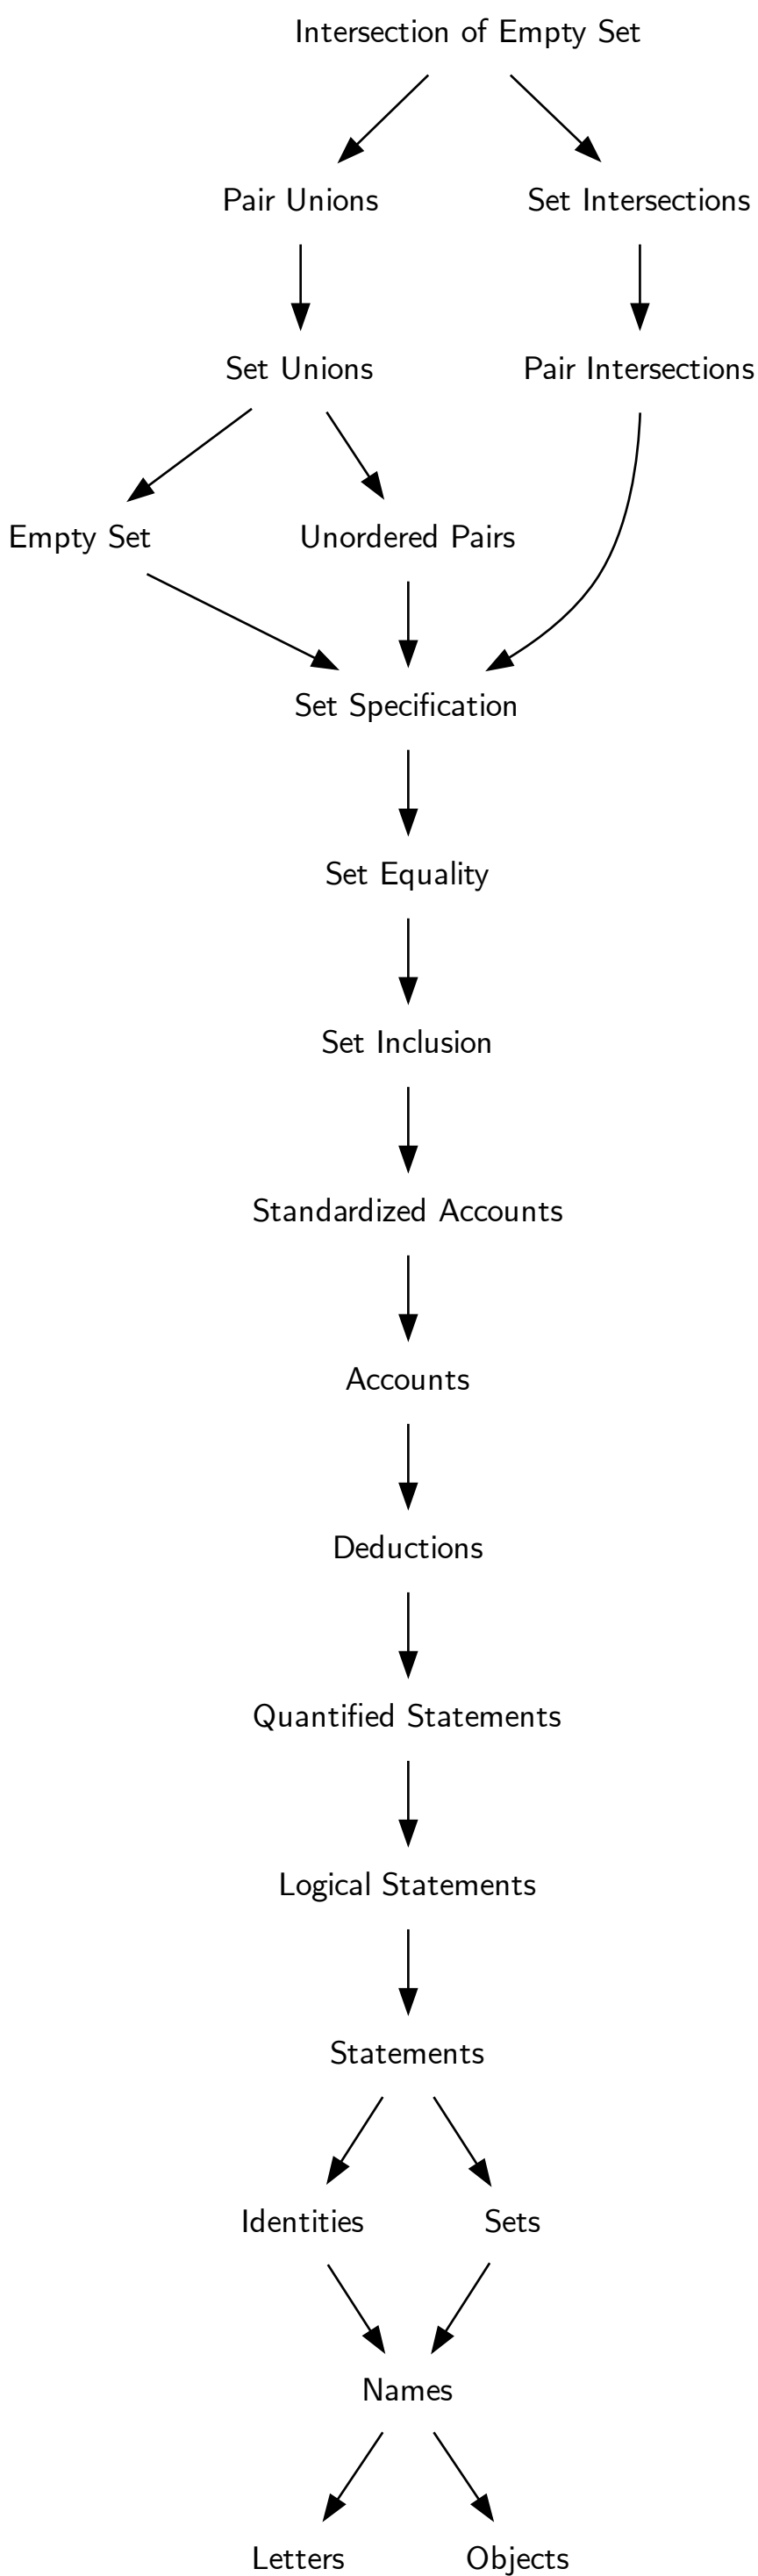 Intersection of Empty Set
Pair Unions
Set Intersections
Set Unions
Pair Intersections
Empty Set
Unordered Pairs
Set Specification
Set Equality
Set Inclusion
Standardized Accounts
Accounts
Deductions
Quantified Statements
Logical Statements
Statements
Identities
Sets
Names
Letters
Objects